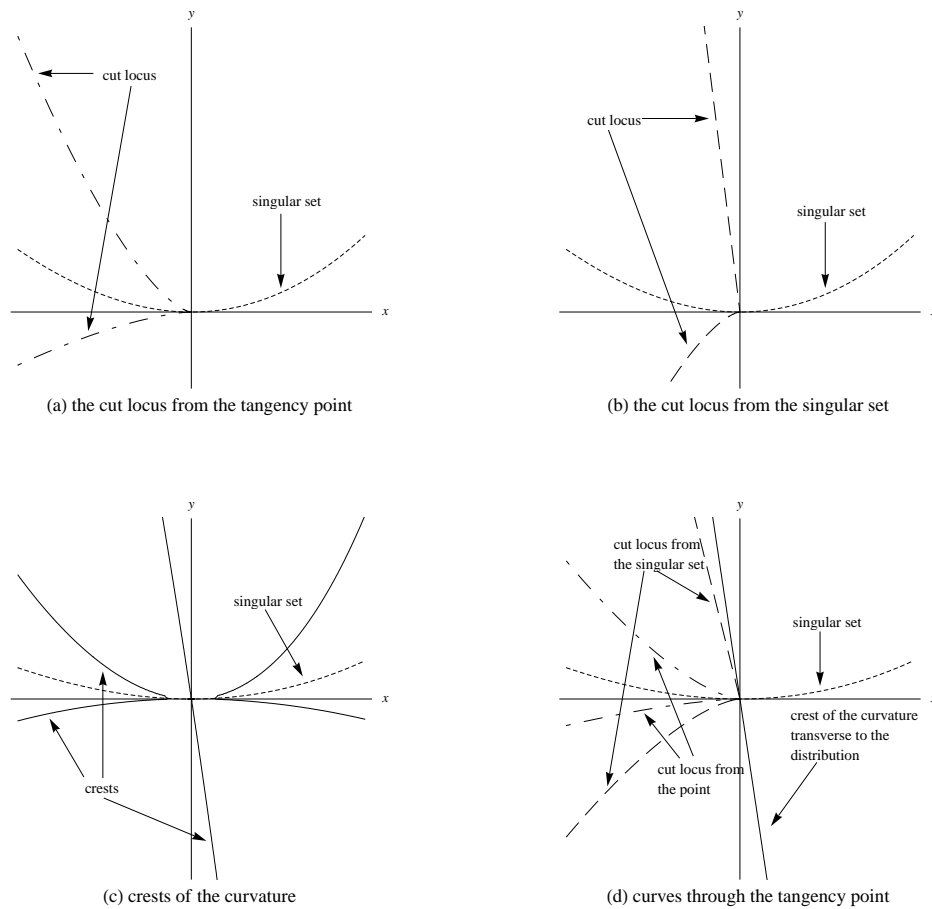 y
cut locus
singular set
x
(a) the cut locus from the tangency point
y
cut locus
singular set
(b) the cut locus from the singular set
y
singular set
x
crests
(c) crests of the curvature
y
cut locus from
the singular set
singular set
crest of the curvature
transverse to the
distribution
cut locus from
the point
(d) curves through the tangency point